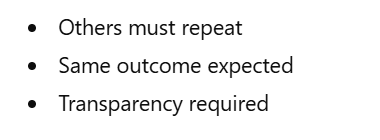 • Others must repeat
• Same outcome expected
• Transparency required